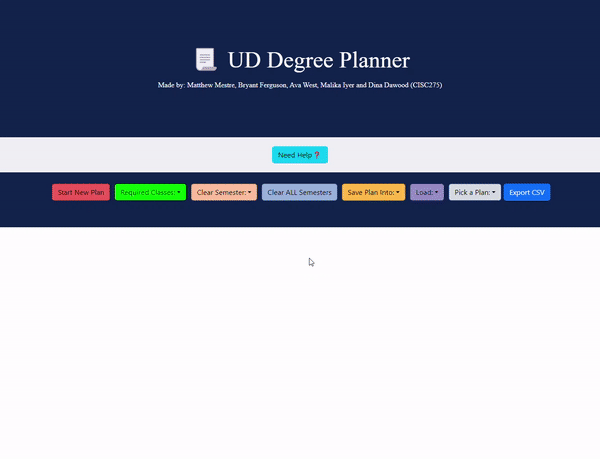 UD Degree Planner
Made by: Matthew Mestre, Bryant Ferguson, Ava West, Malika Iyer and Dina Dawood (CISC275)
Need Help❓
Start New Plan Required Classes: Clear Semester: Clear ALL Semesters Save Plan Into: Load: Pick a Plan: Export CSV